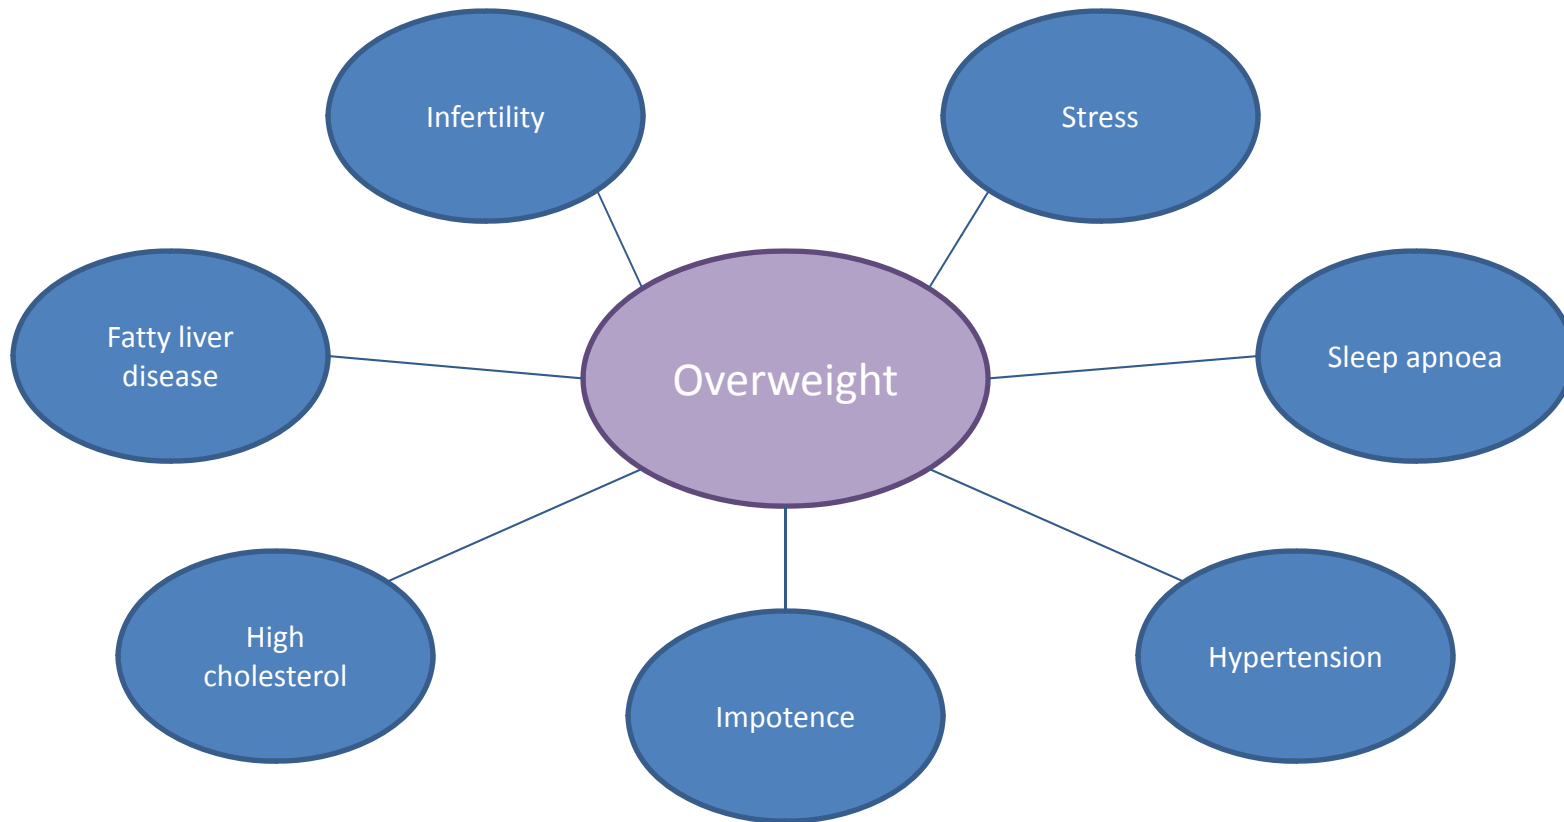 Infertility
Stress
Fatty liver
disease
Overweight
Sleep apnoea
High
cholesterol
Impotence
Hypertension